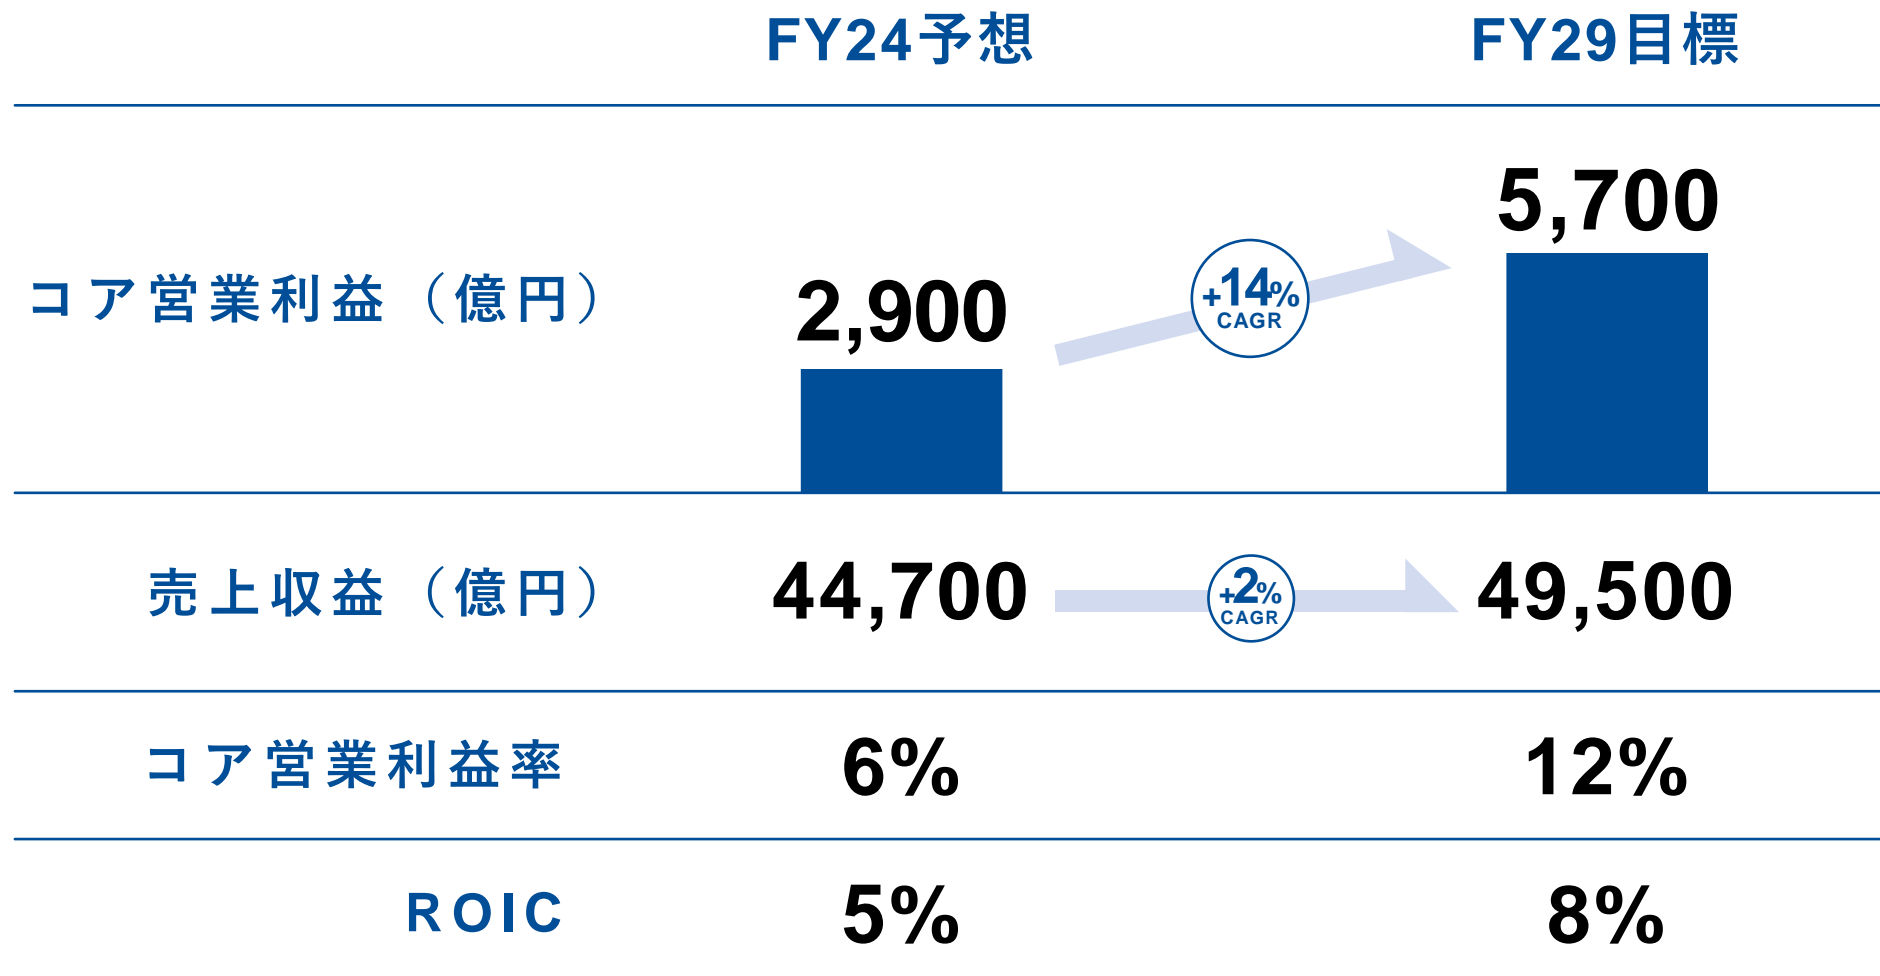 FY24予想 FY29目標
コア営業利益（億円） 2,900 +14% CAGR 5,700
売上収益（億円） 44,700 +2% CAGR 49,500
コア営業利益率 6% 12%
ROIC 5% 8%